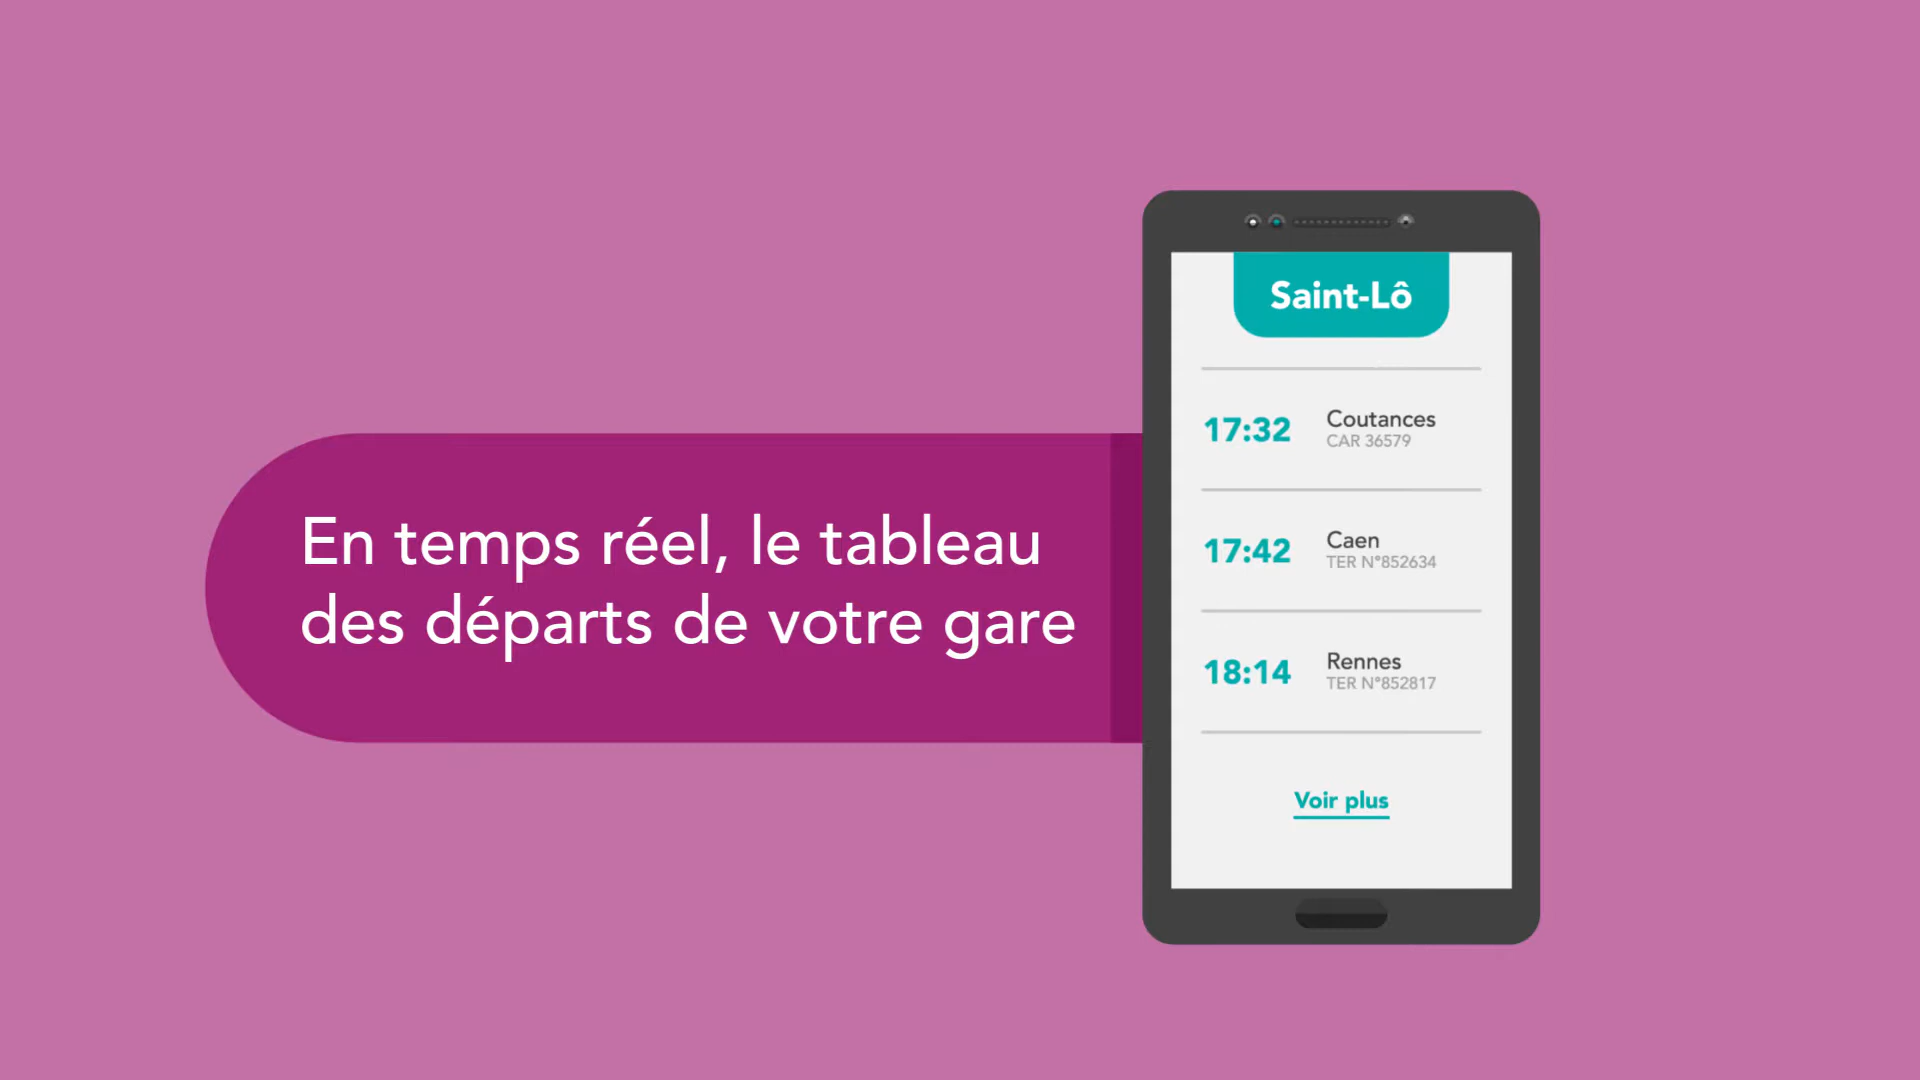 En temps réel, le tableau
des départs de votre gare
Saint-Lô
17:32 Coutances
CAR 36579
17:42 Caen
TER N°852634
18:14 Rennes
TER N°852817
Voir plus